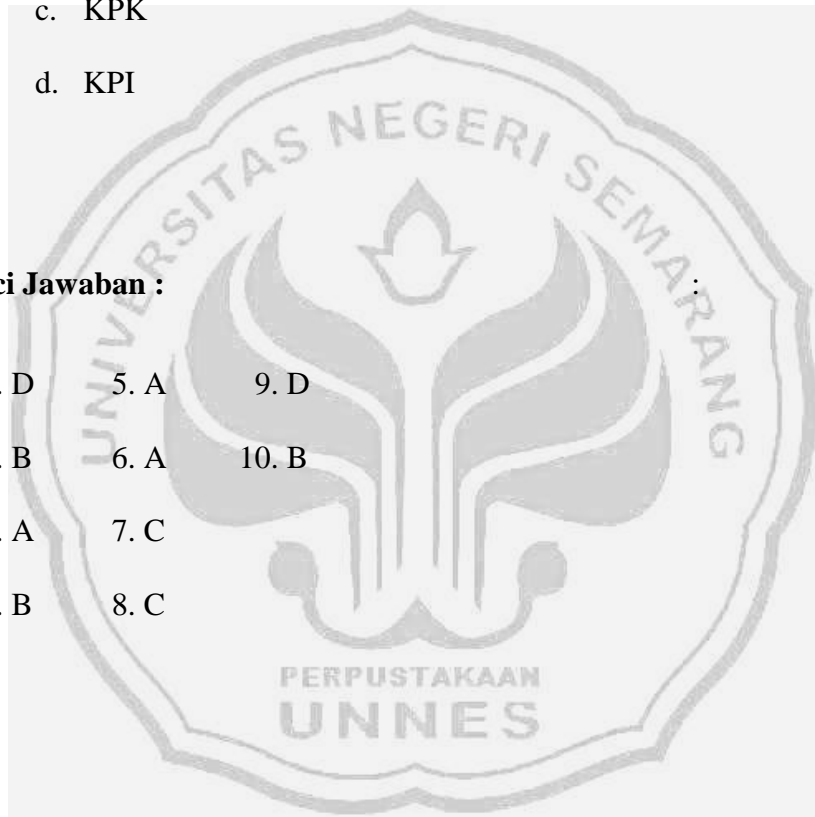 c. KPK
d. KPI
UNIVERSITAS NEGERI SEMARANG
ci Jawaban : :
. D 5. A 9. D
. B 6. A 10. B
. A 7. C
. B 8. C
PERPUSTAKAAN
UNNES